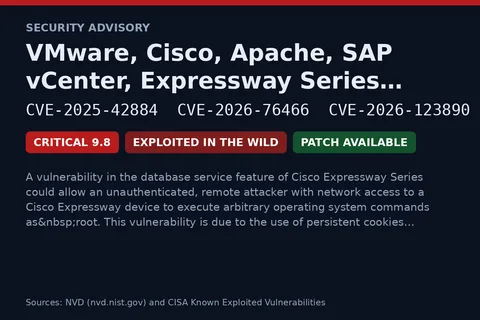 SECURITY ADVISORY
VMware, Cisco, Apache, SAP
vCenter, Expressway Series…
CVE-2025-42884 CVE-2026-76466 CVE-2026-123890
CRITICAL 9.8 EXPLOITED IN THE WILD PATCH AVAILABLE
A vulnerability in the database service feature of Cisco Expressway Series
could allow an unauthenticated, remote attacker with network access to a
Cisco Expressway device to execute arbitrary operating system commands
as&nbsp;root. This vulnerability is due to the use of persistent cookies…
Sources: NVD (nvd.nist.gov) and CISA Known Exploited Vulnerabilities